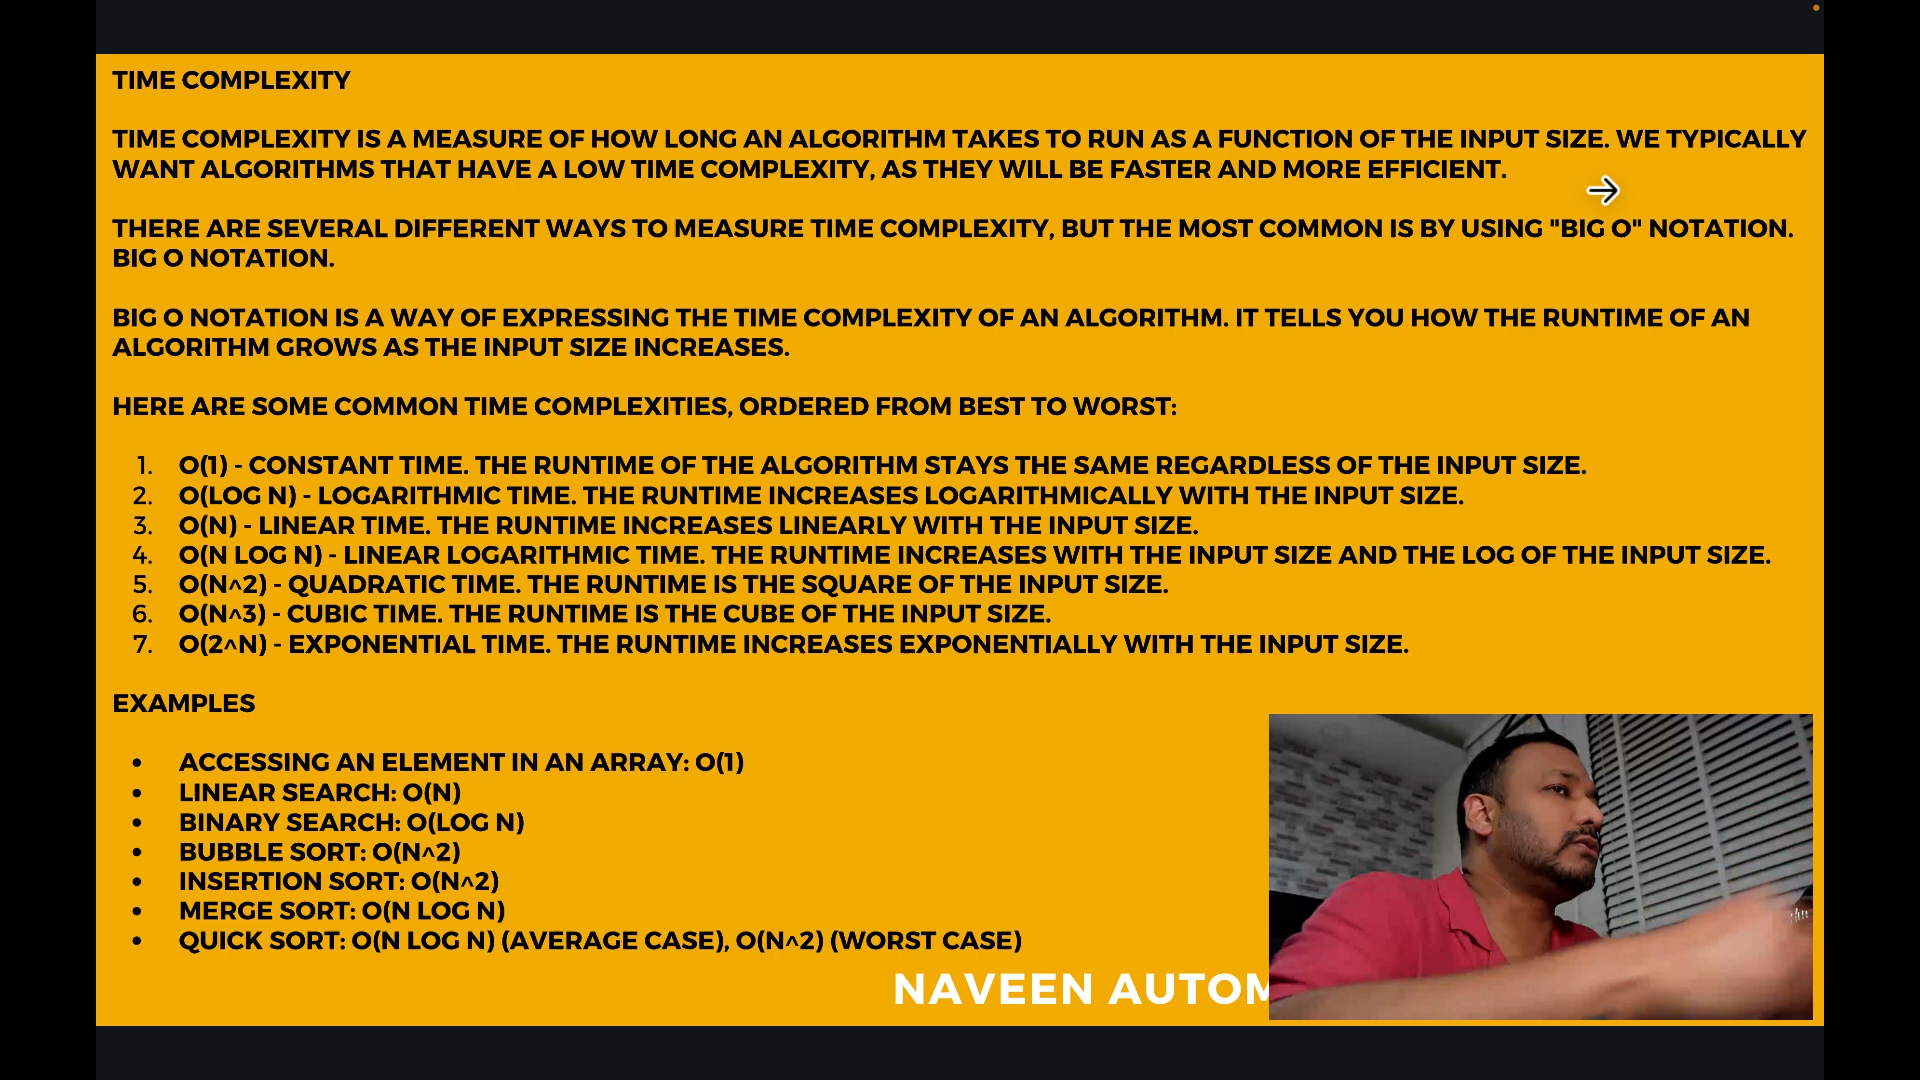 TIME COMPLEXITY
TIME COMPLEXITY IS A MEASURE OF HOW LONG AN ALGORITHM TAKES TO RUN AS A FUNCTION OF THE INPUT SIZE. WE TYPICALLY
WANT ALGORITHMS THAT HAVE A LOW TIME COMPLEXITY, AS THEY WILL BE FASTER AND MORE EFFICIENT.
THERE ARE SEVERAL DIFFERENT WAYS TO MEASURE TIME COMPLEXITY, BUT THE MOST COMMON IS BY USING "BIG O" NOTATION.
BIG O NOTATION.
BIG O NOTATION IS A WAY OF EXPRESSING THE TIME COMPLEXITY OF AN ALGORITHM. IT TELLS YOU HOW THE RUNTIME OF AN
ALGORITHM GROWS AS THE INPUT SIZE INCREASES.
HERE ARE SOME COMMON TIME COMPLEXITIES, ORDERED FROM BEST TO WORST:
1. O(1) - CONSTANT TIME. THE RUNTIME OF THE ALGORITHM STAYS THE SAME REGARDLESS OF THE INPUT SIZE.
2. O(LOG N) - LOGARITHMIC TIME. THE RUNTIME INCREASES LOGARITHMICALLY WITH THE INPUT SIZE.
3. O(N) - LINEAR TIME. THE RUNTIME INCREASES LINEARLY WITH THE INPUT SIZE.
4. O(N LOG N) - LINEAR LOGARITHMIC TIME. THE RUNTIME INCREASES WITH THE INPUT SIZE AND THE LOG OF THE INPUT SIZE.
5. O(N^2) - QUADRATIC TIME. THE RUNTIME IS THE SQUARE OF THE INPUT SIZE.
6. O(N^3) - CUBIC TIME. THE RUNTIME IS THE CUBE OF THE INPUT SIZE.
7. O(2^N) - EXPONENTIAL TIME. THE RUNTIME INCREASES EXPONENTIALLY WITH THE INPUT SIZE.
EXAMPLES
• ACCESSING AN ELEMENT IN AN ARRAY: O(1)
• LINEAR SEARCH: O(N)
• BINARY SEARCH: O(LOG N)
• BUBBLE SORT: O(N^2)
• INSERTION SORT: O(N^2)
• MERGE SORT: O(N LOG N)
• QUICK SORT: O(N LOG N) (AVERAGE CASE), O(N^2) (WORST CASE)
NAVEEN AUTOM